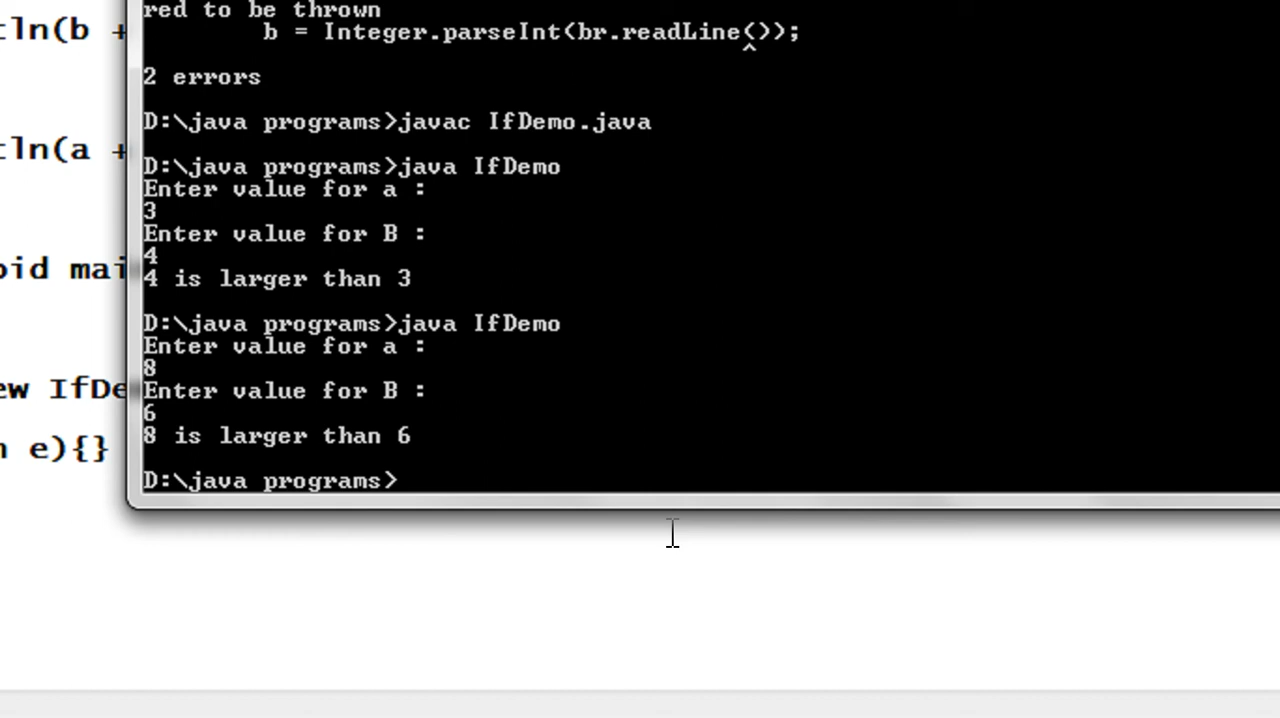 red to be thrown
        b = Integer.parseInt(br.readLine());
                                        ^
2 errors
D:\java programs>javac IfDemo.java
D:\java programs>java IfDemo
Enter value for a :
3
Enter value for B :
4
4 is larger than 3
D:\java programs>java IfDemo
Enter value for a :
8
Enter value for B :
6
8 is larger than 6
D:\java programs>
tln(b +
tln(a +
oid mai
ew IfDe
e){}